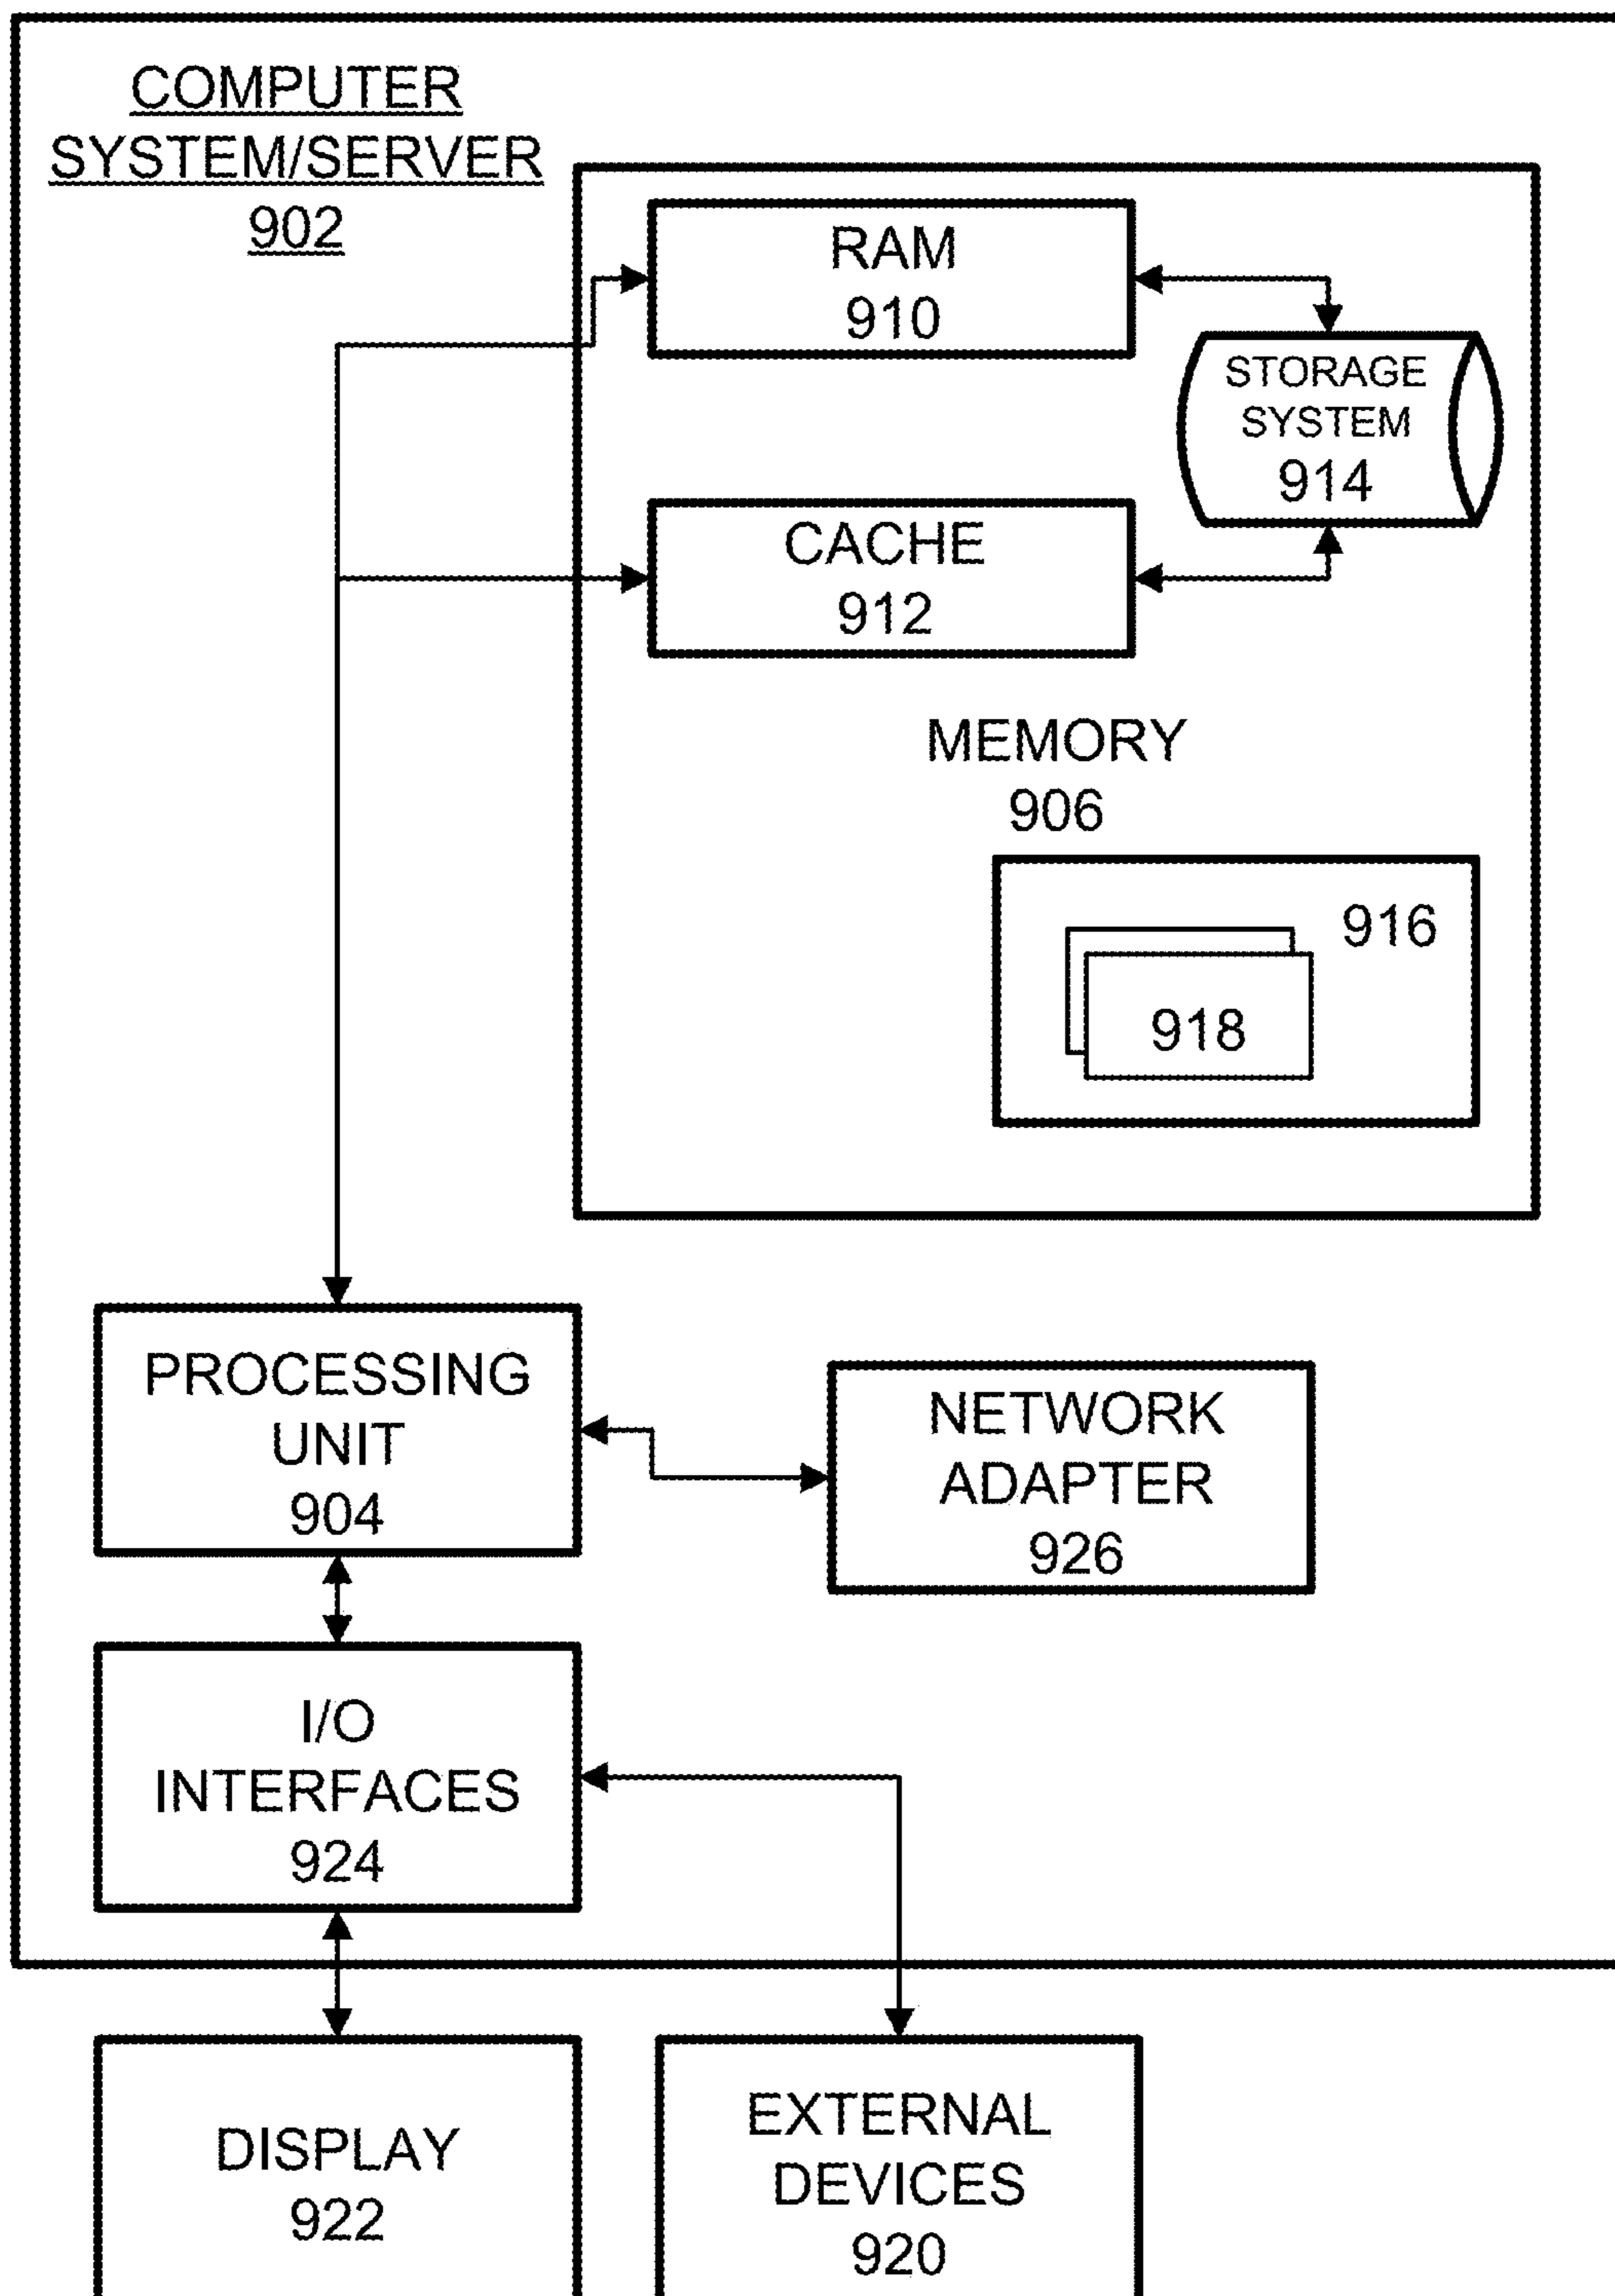 COMPUTER
SYSTEM/SERVER
902
RAM
910
STORAGE
SYSTEM
914
CACHE
912
MEMORY
906
916
918
PROCESSING
UNIT
904
NETWORK
ADAPTER
926
I/O
INTERFACES
924
DISPLAY
922
EXTERNAL
DEVICES
920